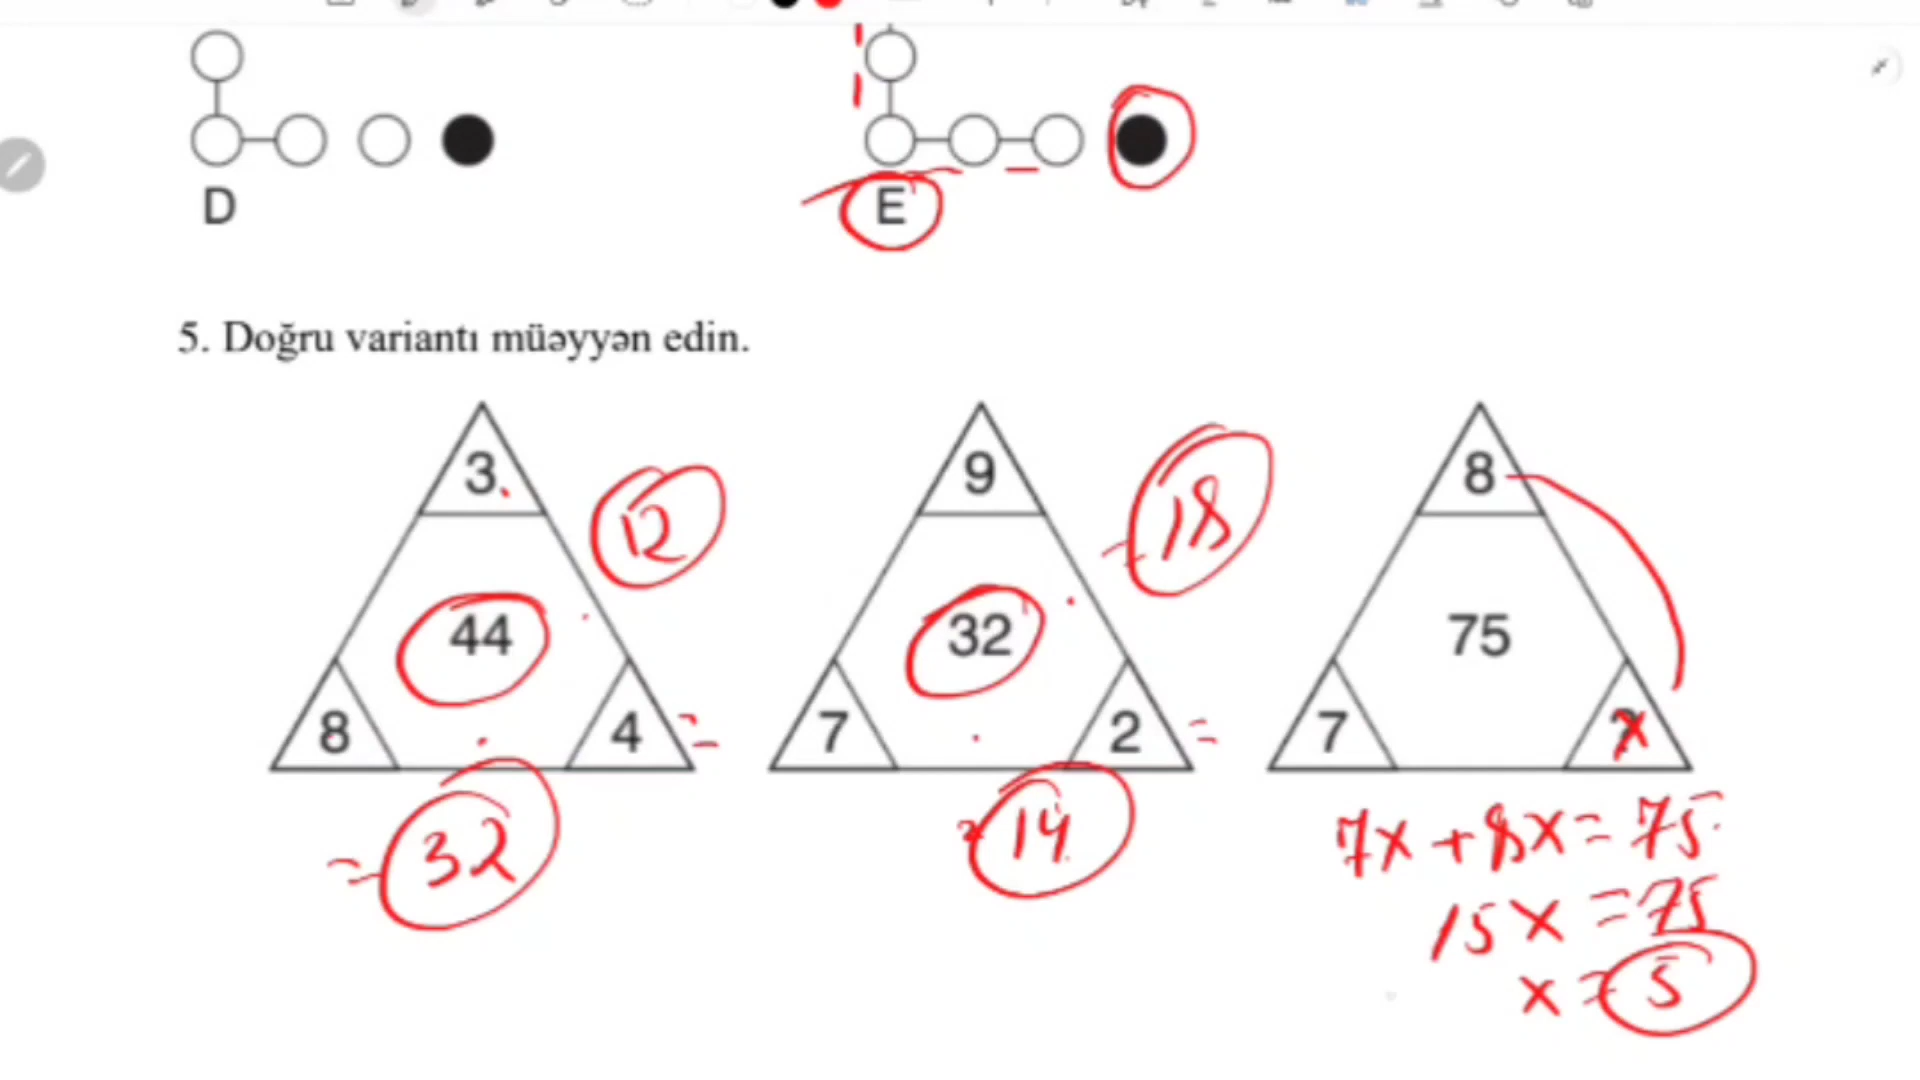 D
E
5. Doğru variantı müəyyən edin.
3
12
9
= 18
8
44
32
75
8
4 =
7
2 =
7
? x
= 32
= 14
7x + 8x = 75
15x = 75
x = 5